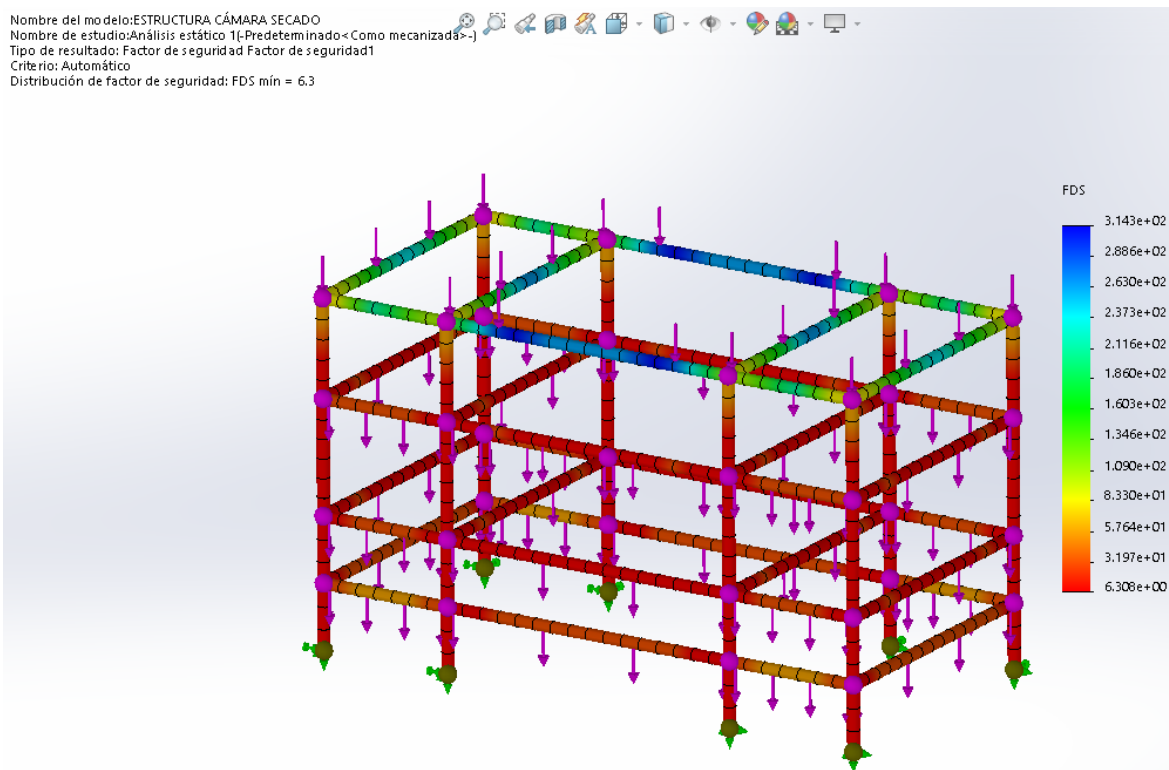 Nombre del modelo:ESTRUCTURA CÁMARA SECADO
Nombre de estudio:Análisis estático 1(-Predeterminado<Como mecanizada>-)
Tipo de resultado: Factor de seguridad Factor de seguridad1
Criterio: Automático
Distribución de factor de seguridad: FDS mín = 6.3
FDS
3.143e+02
2.886e+02
2.630e+02
2.373e+02
2.116e+02
1.860e+02
1.603e+02
1.346e+02
1.090e+02
8.330e+01
5.764e+01
3.197e+01
6.308e+00